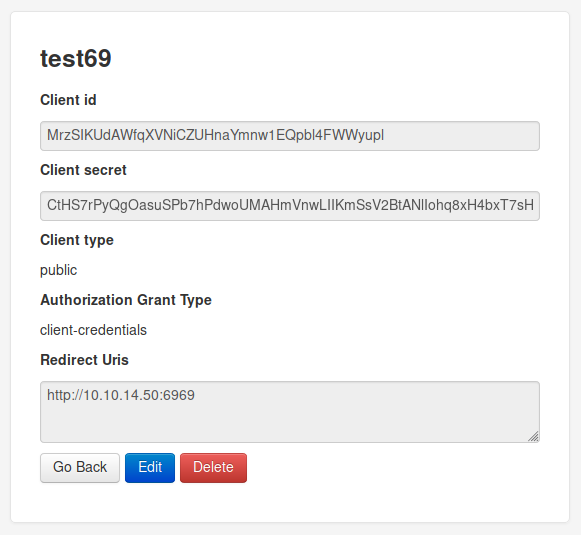 test69
Client id
MrzSIKUdAWfqXVNiCZUHnaYmnw1EQpbl4FWWyupl
Client secret
CtHS7rPyQgOasuSPb7hPdwoUMAHmVnwLIIKmSsV2BtANlIohq8xH4bxT7sH
Client type
public
Authorization Grant Type
client-credentials
Redirect Uris
http://10.10.14.50:6969
Go Back Edit Delete